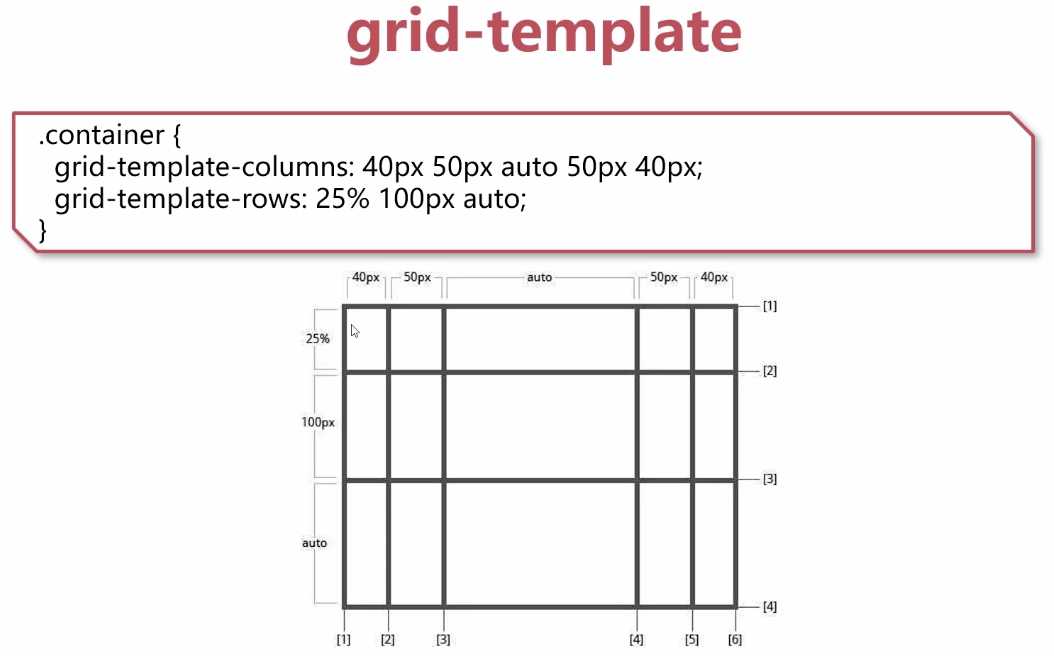 grid-template
.container {
  grid-template-columns: 40px 50px auto 50px 40px;
  grid-template-rows: 25% 100px auto;
}
40px 50px auto 50px 40px
[1]
25%
[2]
100px
[3]
auto
[4]
[1] [2] [3] [4] [5] [6]